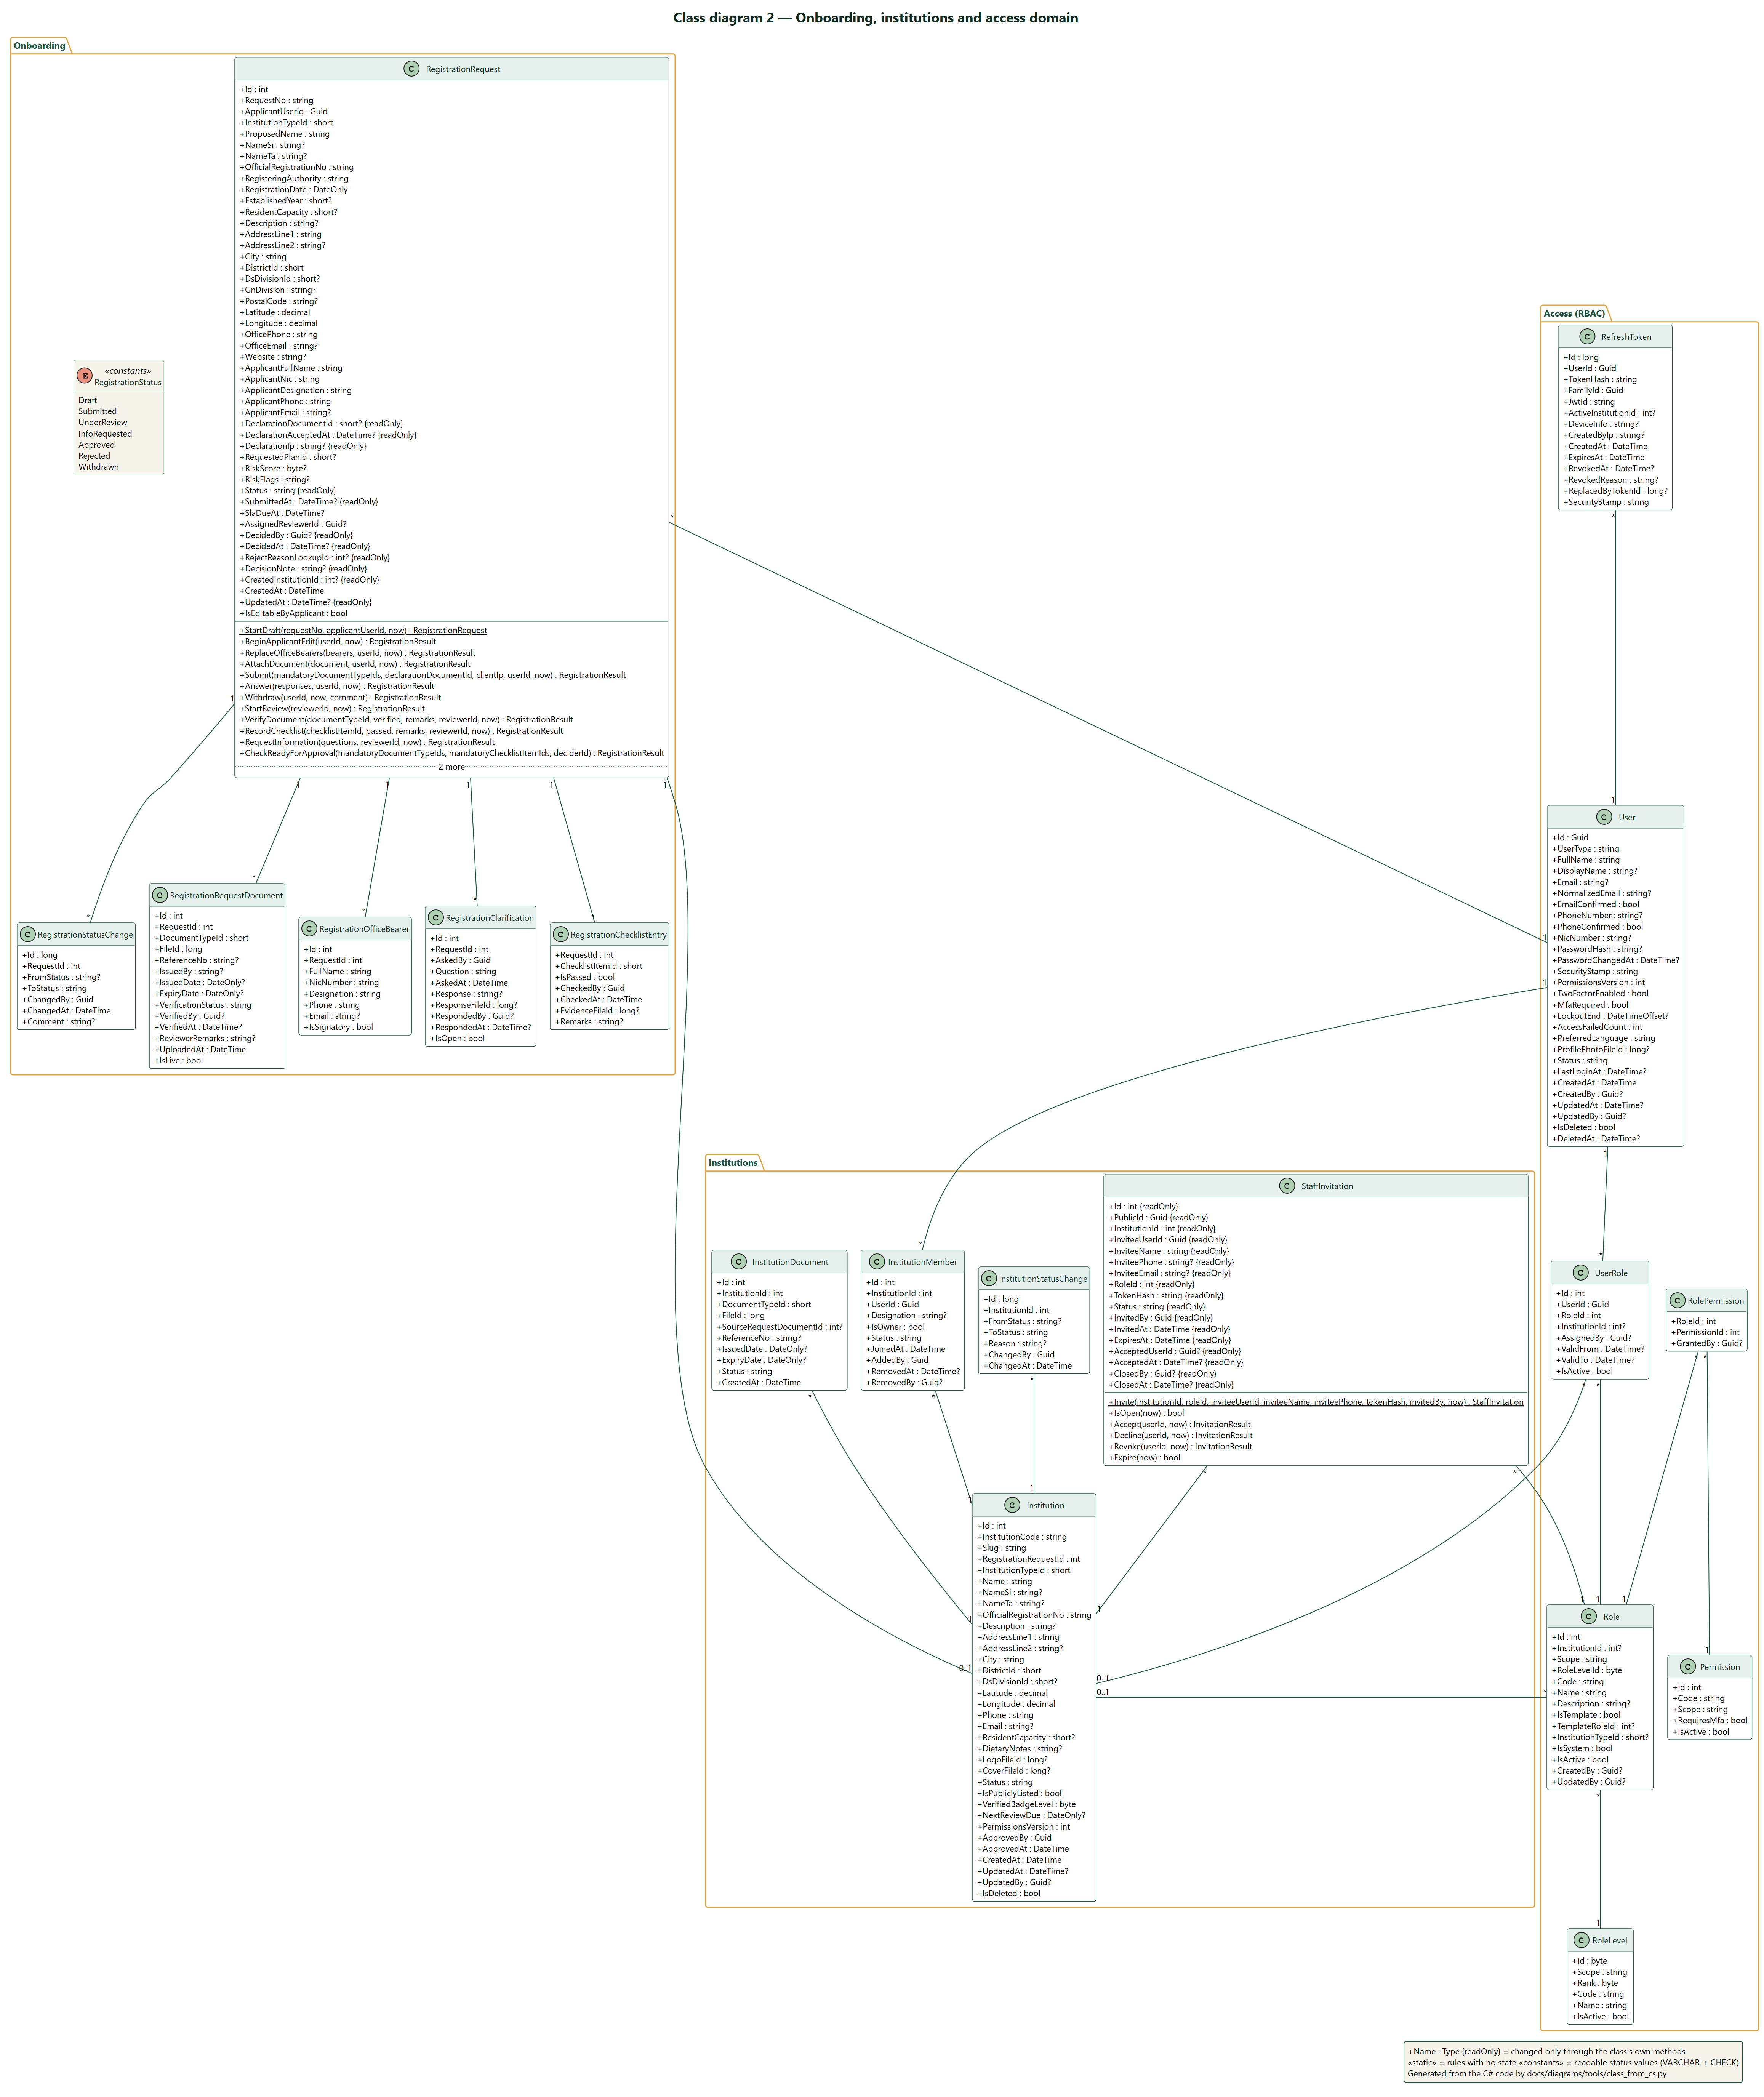 Class diagram 2 — Onboarding, institutions and access domain
Onboarding
C RegistrationRequest
+Id : int
+RequestNo : string
+ApplicantUserId : Guid
+InstitutionTypeId : short
+ProposedName : string
+NameSi : string?
+NameTa : string?
+OfficialRegistrationNo : string
+RegisteringAuthority : string
+RegistrationDate : DateOnly
+EstablishedYear : short?
+ResidentCapacity : short?
+Description : string?
+AddressLine1 : string
+AddressLine2 : string?
+City : string
+DistrictId : short
+DsDivisionId : short?
+GnDivision : string?
+PostalCode : string?
+Latitude : decimal
+Longitude : decimal
+OfficePhone : string
+OfficeEmail : string?
+Website : string?
+ApplicantFullName : string
+ApplicantNic : string
+ApplicantDesignation : string
+ApplicantPhone : string
+ApplicantEmail : string?
+DeclarationDocumentId : short? {readOnly}
+DeclarationAcceptedAt : DateTime? {readOnly}
+DeclarationIp : string? {readOnly}
+RequestedPlanId : short?
+RiskScore : byte?
+RiskFlags : string?
+Status : string {readOnly}
+SubmittedAt : DateTime? {readOnly}
+SlaDueAt : DateTime?
+AssignedReviewerId : Guid?
+DecidedBy : Guid? {readOnly}
+DecidedAt : DateTime? {readOnly}
+RejectReasonLookupId : int? {readOnly}
+DecisionNote : string? {readOnly}
+CreatedInstitutionId : int? {readOnly}
+CreatedAt : DateTime
+UpdatedAt : DateTime? {readOnly}
+IsEditableByApplicant : bool
+StartDraft(requestNo, applicantUserId, now) : RegistrationRequest
+BeginApplicantEdit(userId, now) : RegistrationResult
+ReplaceOfficeBearers(bearers, userId, now) : RegistrationResult
+AttachDocument(document, userId, now) : RegistrationResult
+Submit(mandatoryDocumentTypeIds, declarationDocumentId, clientIp, userId, now) : RegistrationResult
+Answer(responses, userId, now) : RegistrationResult
+Withdraw(userId, now, comment) : RegistrationResult
+StartReview(reviewerId, now) : RegistrationResult
+VerifyDocument(documentTypeId, verified, remarks, reviewerId, now) : RegistrationResult
+RecordChecklist(checklistItemId, passed, remarks, reviewerId, now) : RegistrationResult
+RequestInformation(questions, reviewerId, now) : RegistrationResult
+CheckReadyForApproval(mandatoryDocumentTypeIds, mandatoryChecklistItemIds, deciderId) : RegistrationResult
2 more
E «constants»
RegistrationStatus
Draft
Submitted
UnderReview
InfoRequested
Approved
Rejected
Withdrawn
1
1
1
1
1
1
*
*
*
*
*
*
C RegistrationStatusChange
+Id : long
+RequestId : int
+FromStatus : string?
+ToStatus : string
+ChangedBy : Guid
+ChangedAt : DateTime
+Comment : string?
C RegistrationRequestDocument
+Id : int
+RequestId : int
+DocumentTypeId : short
+FileId : long
+ReferenceNo : string?
+IssuedBy : string?
+IssuedDate : DateOnly?
+ExpiryDate : DateOnly?
+VerificationStatus : string
+VerifiedBy : Guid?
+VerifiedAt : DateTime?
+ReviewerRemarks : string?
+UploadedAt : DateTime
+IsLive : bool
C RegistrationOfficeBearer
+Id : int
+RequestId : int
+FullName : string
+NicNumber : string
+Designation : string
+Phone : string
+Email : string?
+IsSignatory : bool
C RegistrationClarification
+Id : int
+RequestId : int
+AskedBy : Guid
+Question : string
+AskedAt : DateTime
+Response : string?
+ResponseFileId : long?
+RespondedBy : Guid?
+RespondedAt : DateTime?
+IsOpen : bool
C RegistrationChecklistEntry
+RequestId : int
+ChecklistItemId : short
+IsPassed : bool
+CheckedBy : Guid
+CheckedAt : DateTime
+EvidenceFileId : long?
+Remarks : string?
Access (RBAC)
C RefreshToken
+Id : long
+UserId : Guid
+TokenHash : string
+FamilyId : Guid
+JwtId : string
+ActiveInstitutionId : int?
+DeviceInfo : string?
+CreatedByIp : string?
+CreatedAt : DateTime
+ExpiresAt : DateTime
+RevokedAt : DateTime?
+RevokedReason : string?
+ReplacedByTokenId : long?
+SecurityStamp : string
*
1
C User
+Id : Guid
+UserType : string
+FullName : string
+DisplayName : string?
+Email : string?
+NormalizedEmail : string?
+EmailConfirmed : bool
+PhoneNumber : string?
+PhoneConfirmed : bool
+NicNumber : string?
+PasswordHash : string?
+PasswordChangedAt : DateTime?
+SecurityStamp : string
+PermissionsVersion : int
+TwoFactorEnabled : bool
+MfaRequired : bool
+LockoutEnd : DateTimeOffset?
+AccessFailedCount : int
+PreferredLanguage : string
+ProfilePhotoFileId : long?
+Status : string
+LastLoginAt : DateTime?
+CreatedAt : DateTime
+CreatedBy : Guid?
+UpdatedAt : DateTime?
+UpdatedBy : Guid?
+IsDeleted : bool
+DeletedAt : DateTime?
1
1
1
*
*
Institutions
C InstitutionDocument
+Id : int
+InstitutionId : int
+DocumentTypeId : short
+FileId : long
+SourceRequestDocumentId : int?
+ReferenceNo : string?
+IssuedDate : DateOnly?
+ExpiryDate : DateOnly?
+Status : string
+CreatedAt : DateTime
C InstitutionMember
+Id : int
+InstitutionId : int
+UserId : Guid
+Designation : string?
+IsOwner : bool
+Status : string
+JoinedAt : DateTime
+AddedBy : Guid
+RemovedAt : DateTime?
+RemovedBy : Guid?
C InstitutionStatusChange
+Id : long
+InstitutionId : int
+FromStatus : string?
+ToStatus : string
+Reason : string?
+ChangedBy : Guid
+ChangedAt : DateTime
C StaffInvitation
+Id : int {readOnly}
+PublicId : Guid {readOnly}
+InstitutionId : int {readOnly}
+InviteeUserId : Guid {readOnly}
+InviteeName : string {readOnly}
+InviteePhone : string? {readOnly}
+InviteeEmail : string? {readOnly}
+RoleId : int {readOnly}
+TokenHash : string {readOnly}
+Status : string {readOnly}
+InvitedBy : Guid {readOnly}
+InvitedAt : DateTime {readOnly}
+ExpiresAt : DateTime {readOnly}
+AcceptedUserId : Guid? {readOnly}
+AcceptedAt : DateTime? {readOnly}
+ClosedBy : Guid? {readOnly}
+ClosedAt : DateTime? {readOnly}
+Invite(institutionId, roleId, inviteeUserId, inviteeName, inviteePhone, tokenHash, invitedBy, now) : StaffInvitation
+IsOpen(now) : bool
+Accept(userId, now) : InvitationResult
+Decline(userId, now) : InvitationResult
+Revoke(userId, now) : InvitationResult
+Expire(now) : bool
C UserRole
+Id : int
+UserId : Guid
+RoleId : int
+InstitutionId : int?
+AssignedBy : Guid?
+ValidFrom : DateTime?
+ValidTo : DateTime?
+IsActive : bool
C RolePermission
+RoleId : int
+PermissionId : int
+GrantedBy : Guid?
*
*
*
*
*
*
*
*
*
1
1
1
1
0..1
0..1
0..1
*
1
1
1
1
C Institution
+Id : int
+InstitutionCode : string
+Slug : string
+RegistrationRequestId : int
+InstitutionTypeId : short
+Name : string
+NameSi : string?
+NameTa : string?
+OfficialRegistrationNo : string
+Description : string?
+AddressLine1 : string
+AddressLine2 : string?
+City : string
+DistrictId : short
+DsDivisionId : short?
+Latitude : decimal
+Longitude : decimal
+Phone : string
+Email : string?
+ResidentCapacity : short?
+DietaryNotes : string?
+LogoFileId : long?
+CoverFileId : long?
+Status : string
+IsPubliclyListed : bool
+VerifiedBadgeLevel : byte
+NextReviewDue : DateOnly?
+PermissionsVersion : int
+ApprovedBy : Guid
+ApprovedAt : DateTime
+CreatedAt : DateTime
+UpdatedAt : DateTime?
+UpdatedBy : Guid?
+IsDeleted : bool
C Role
+Id : int
+InstitutionId : int?
+Scope : string
+RoleLevelId : byte
+Code : string
+Name : string
+Description : string?
+IsTemplate : bool
+TemplateRoleId : int?
+InstitutionTypeId : short?
+IsSystem : bool
+IsActive : bool
+CreatedBy : Guid?
+UpdatedBy : Guid?
C Permission
+Id : int
+Code : string
+Scope : string
+RequiresMfa : bool
+IsActive : bool
*
1
C RoleLevel
+Id : byte
+Scope : string
+Rank : byte
+Code : string
+Name : string
+IsActive : bool
+Name : Type {readOnly} = changed only through the class's own methods
«static» = rules with no state «constants» = readable status values (VARCHAR + CHECK)
Generated from the C# code by docs/diagrams/tools/class_from_cs.py